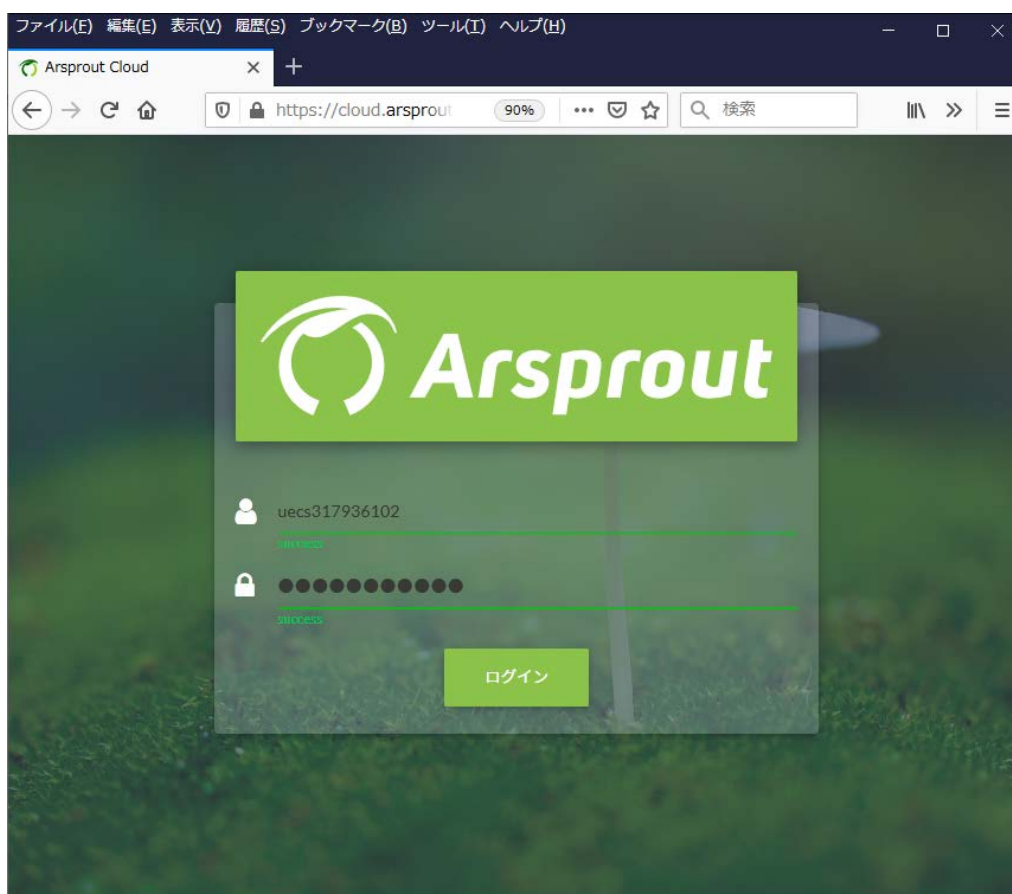 ファイル(F) 編集(E) 表示(V) 履歴(S) ブックマーク(B) ツール(T) ヘルプ(H)
Arsprout Cloud
https://cloud.arsprout
90%
検索
Arsprout
uecs317936102
success
success
ログイン